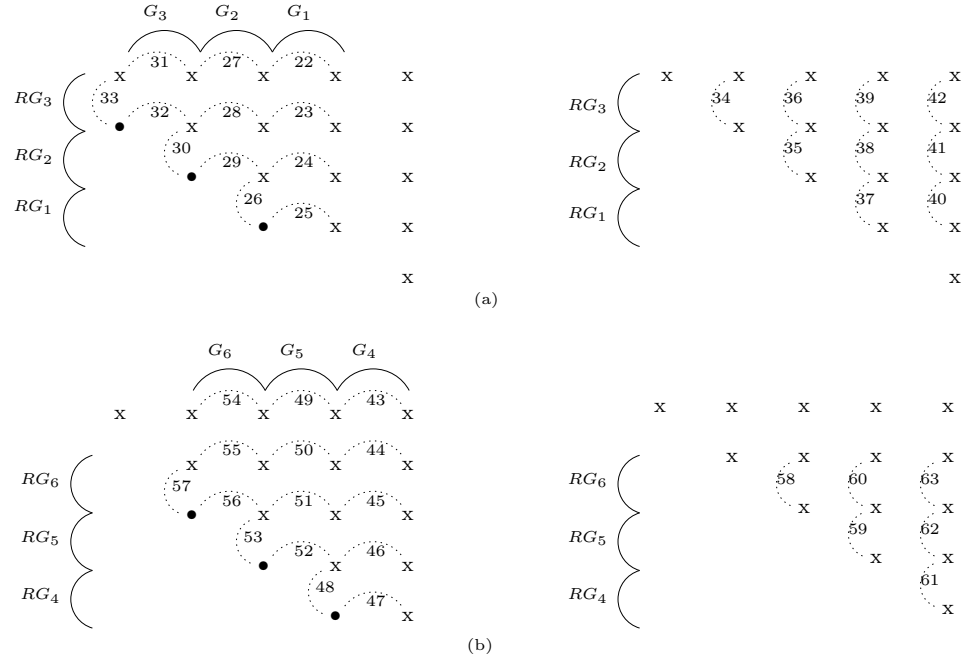 G3 G2 G1
31 27 22
x x x x x x x x x x
RG3 33 32 28 23 RG3 34 36 39 42
x x x x x x x x
RG2 30 29 24 RG2 35 38 41
x x x x x x
RG1 26 25 RG1 37 40
x x x x
x x
(a)
G6 G5 G4
54 49 43
x x x x x x x x x x
55 50 44
x x x x x x x x
RG6 57 56 51 45 RG6 58 60 63
x x x x x x
RG5 53 52 46 RG5 59 62
x x x x
RG4 48 47 RG4 61
x x
(b)